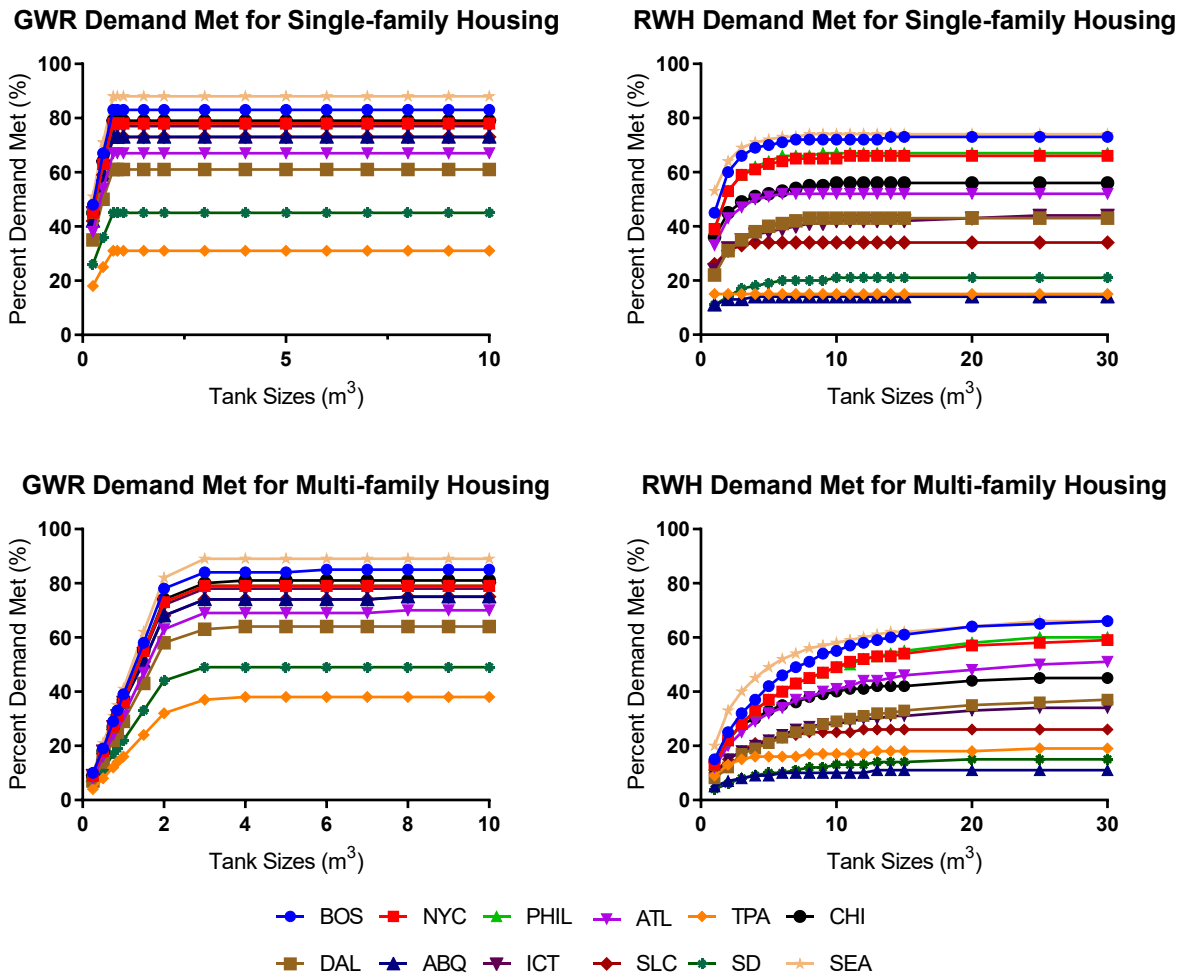 GWR Demand Met for Single-family Housing
Percent Demand Met (%)
100
80
60
40
20
0
0 5 10
Tank Sizes (m³)
RWH Demand Met for Single-family Housing
Percent Demand Met (%)
100
80
60
40
20
0
0 10 20 30
Tank Sizes (m³)
GWR Demand Met for Multi-family Housing
Percent Demand Met (%)
100
80
60
40
20
0
0 2 4 6 8 10
Tank Sizes (m³)
RWH Demand Met for Multi-family Housing
Percent Demand Met (%)
100
80
60
40
20
0
0 10 20 30
Tank Sizes (m³)
BOS NYC PHIL ATL TPA CHI
DAL ABQ ICT SLC SD SEA